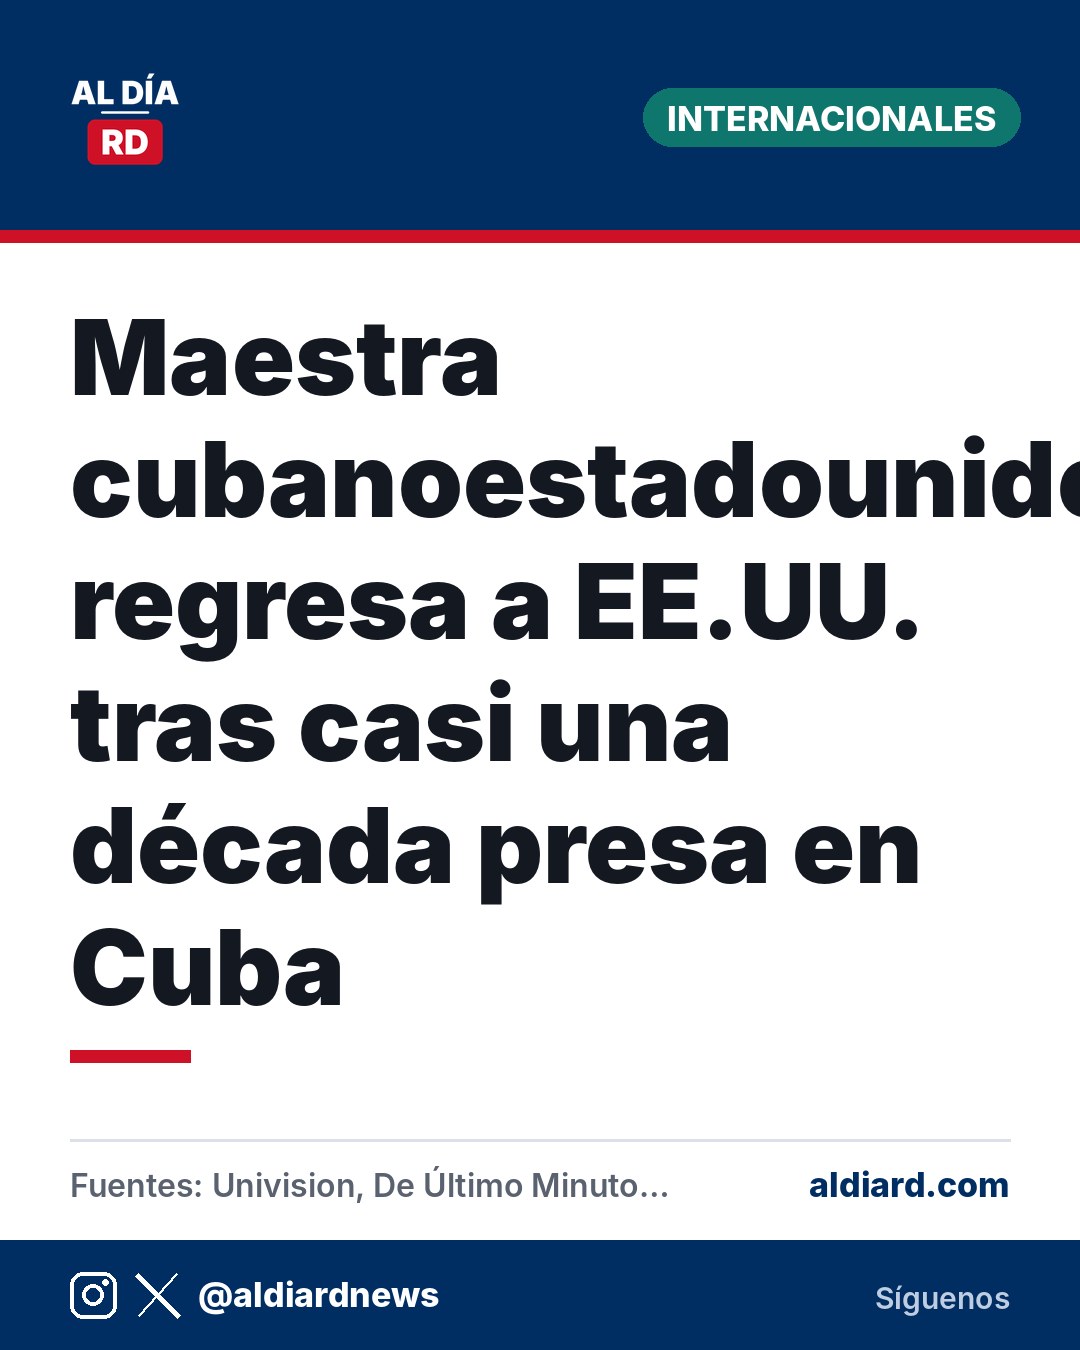 AL DÍA
RD
INTERNACIONALES
Maestra
cubanoestadounid
regresa a EE.UU.
tras casi una
década presa en
Cuba
Fuentes: Univision, De Último Minuto...
aldiard.com
@aldiardnews
Síguenos